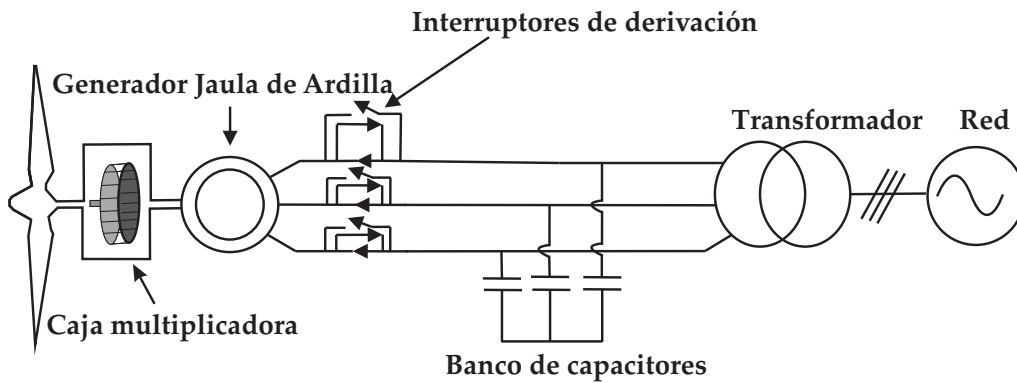 Interruptores de derivación
Generador Jaula de Ardilla
Transformador
Red
Caja multiplicadora
Banco de capacitores